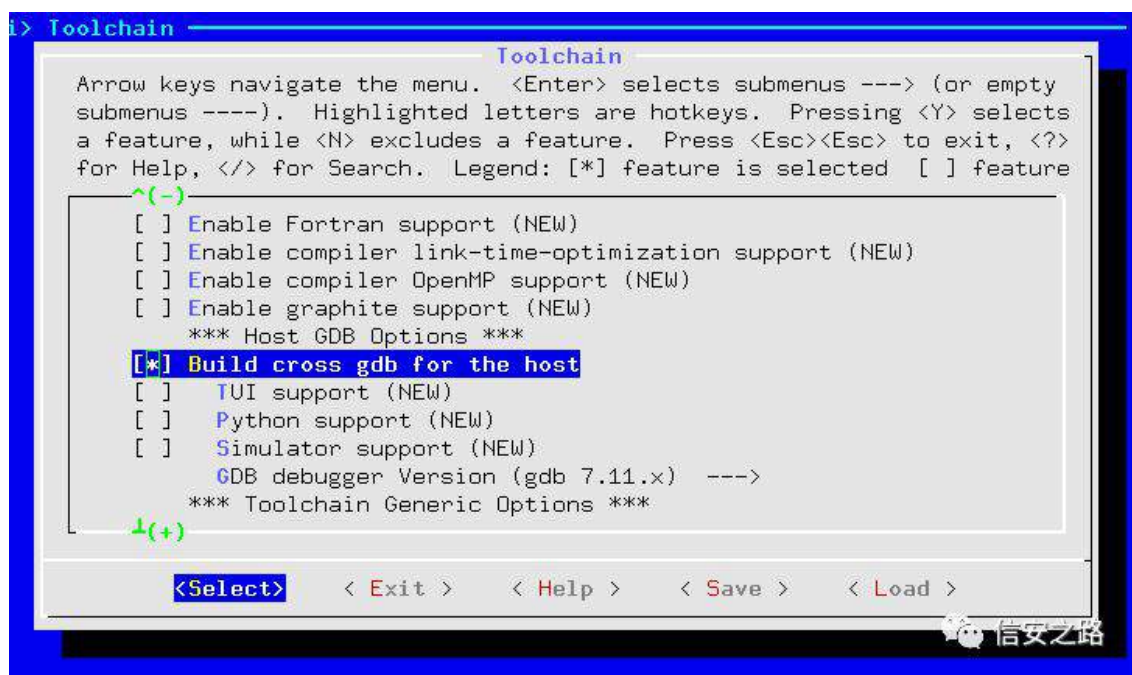 i> Toolchain
Toolchain
Arrow keys navigate the menu.  <Enter> selects submenus ---> (or empty
submenus ----).  Highlighted letters are hotkeys.  Pressing <Y> selects
a feature, while <N> excludes a feature.  Press <Esc><Esc> to exit, <?>
for Help, </> for Search.  Legend: [*] feature is selected  [ ] feature
^(-)
[ ] Enable Fortran support (NEW)
[ ] Enable compiler link-time-optimization support (NEW)
[ ] Enable compiler OpenMP support (NEW)
[ ] Enable graphite support (NEW)
*** Host GDB Options ***
[*] Build cross gdb for the host
[ ]   TUI support (NEW)
[ ]   Python support (NEW)
[ ]   Simulator support (NEW)
GDB debugger Version (gdb 7.11.x)  --->
*** Toolchain Generic Options ***
┴(+)
<Select>    < Exit >    < Help >    < Save >    < Load >
信安之路